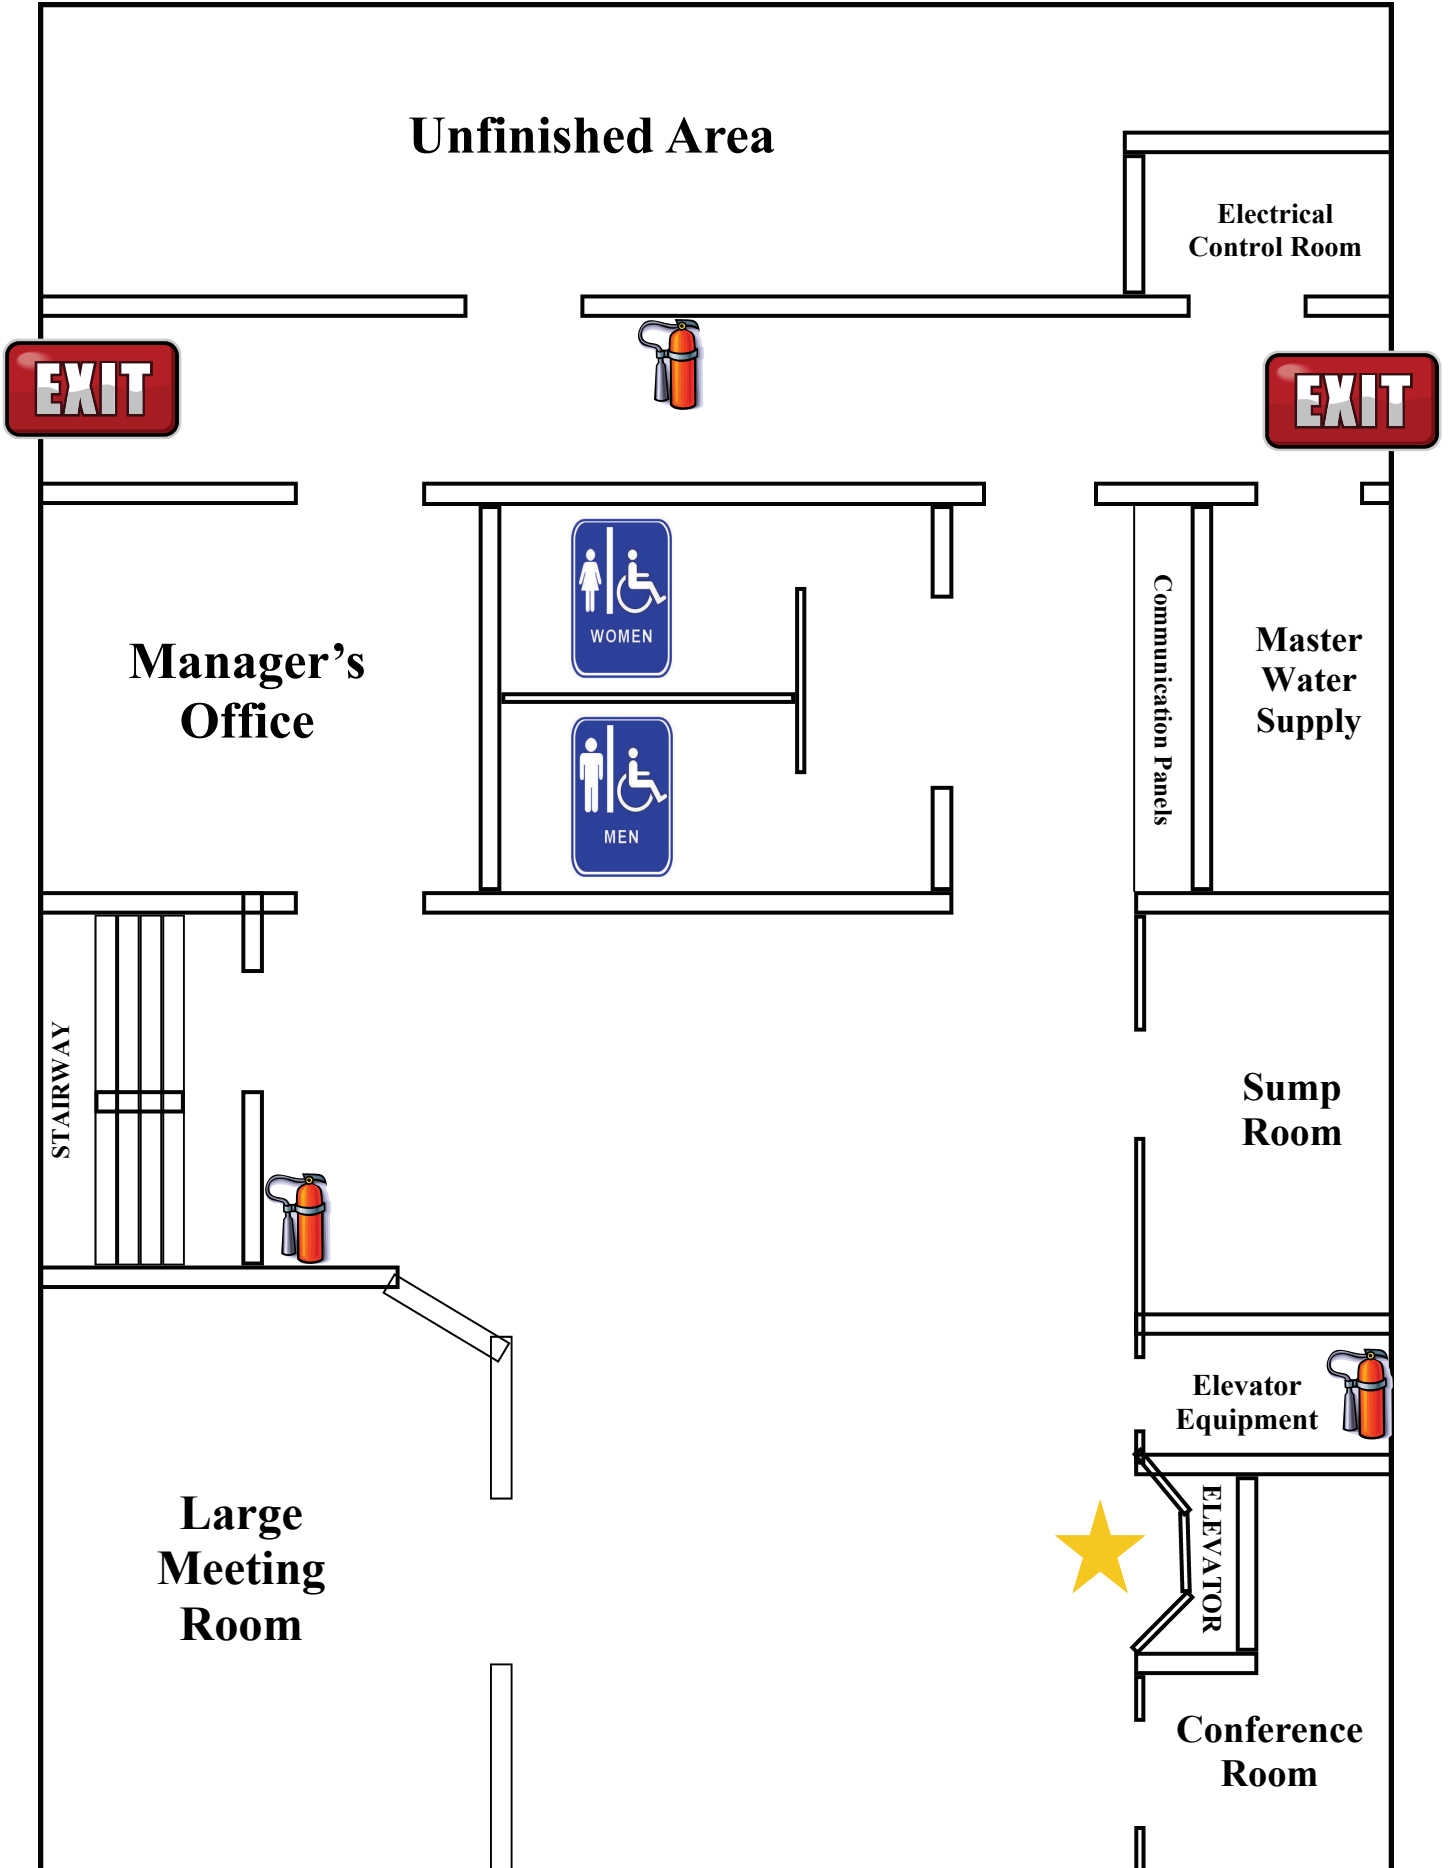 Unfinished Area
Electrical
Control Room
EXIT
EXIT
WOMEN
Manager’s
Office
Communication Panels
Master
Water
Supply
MEN
STAIRWAY
Sump
Room
Elevator
Equipment
Large
Meeting
Room
ELEVATOR
Conference
Room